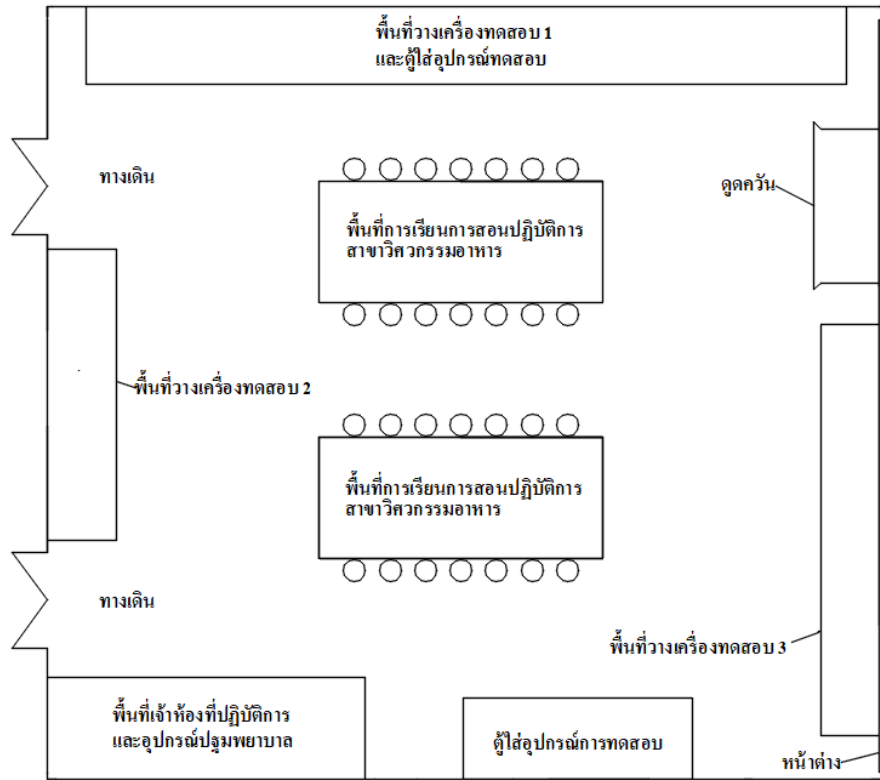 พื้นที่วางเครื่องทดสอบ 1
และตู้ใส่อุปกรณ์ทดสอบ
ทางเดิน
ดูดควัน
พื้นที่การเรียนการสอนปฏิบัติการ
สาขาวิศวกรรมอาหาร
พื้นที่วางเครื่องทดสอบ 2
พื้นที่การเรียนการสอนปฏิบัติการ
สาขาวิศวกรรมอาหาร
ทางเดิน
พื้นที่วางเครื่องทดสอบ 3
พื้นที่เจ้าห้องที่ปฏิบัติการ
และอุปกรณ์ปฐมพยาบาล
ตู้ใส่อุปกรณ์การทดสอบ
หน้าต่าง